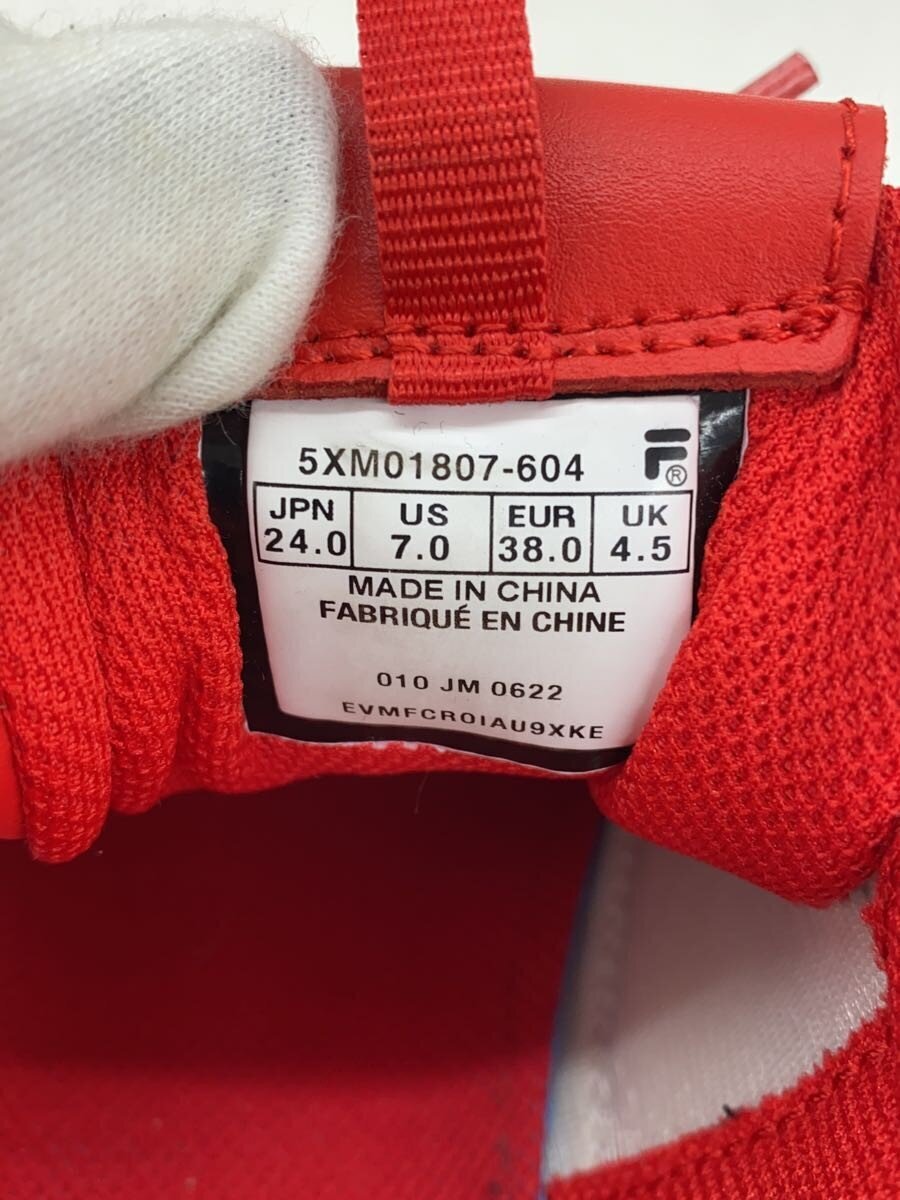 5XM01807-604 F®
JPN US EUR UK
24.0 7.0 38.0 4.5
MADE IN CHINA
FABRIQUÉ EN CHINE
010 JM 0622
EVMFCR0IAU9XKE